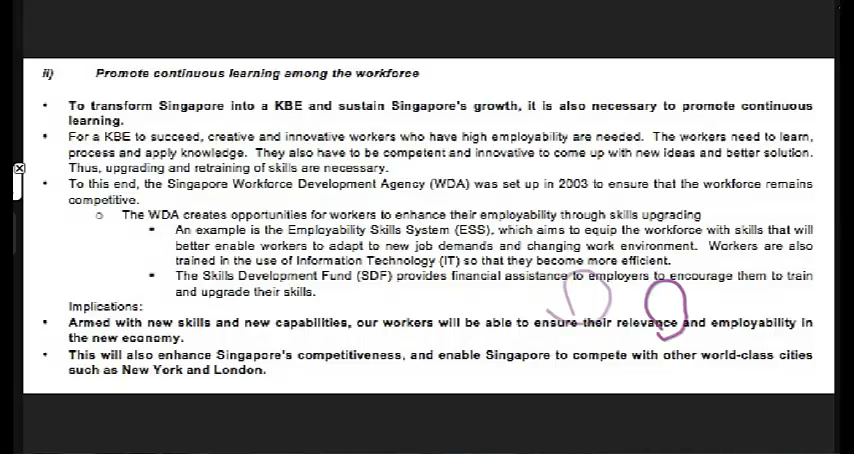 ii) Promote continuous learning among the workforce
• To transform Singapore into a KBE and sustain Singapore's growth, it is also necessary to promote continuous
learning.
• For a KBE to succeed, creative and innovative workers who have high employability are needed. The workers need to learn,
process and apply knowledge. They also have to be competent and innovative to come up with new ideas and better solution.
Thus, upgrading and retraining of skills are necessary.
• To this end, the Singapore Workforce Development Agency (WDA) was set up in 2003 to ensure that the workforce remains
competitive.
o The WDA creates opportunities for workers to enhance their employability through skills upgrading
▪ An example is the Employability Skills System (ESS), which aims to equip the workforce with skills that will
better enable workers to adapt to new job demands and changing work environment. Workers are also
trained in the use of Information Technology (IT) so that they become more efficient.
▪ The Skills Development Fund (SDF) provides financial assistance to employers to encourage them to train
and upgrade their skills.
Implications:
• Armed with new skills and new capabilities, our workers will be able to ensure their relevance and employability in
the new economy.
• This will also enhance Singapore's competitiveness, and enable Singapore to compete with other world-class cities
such as New York and London.